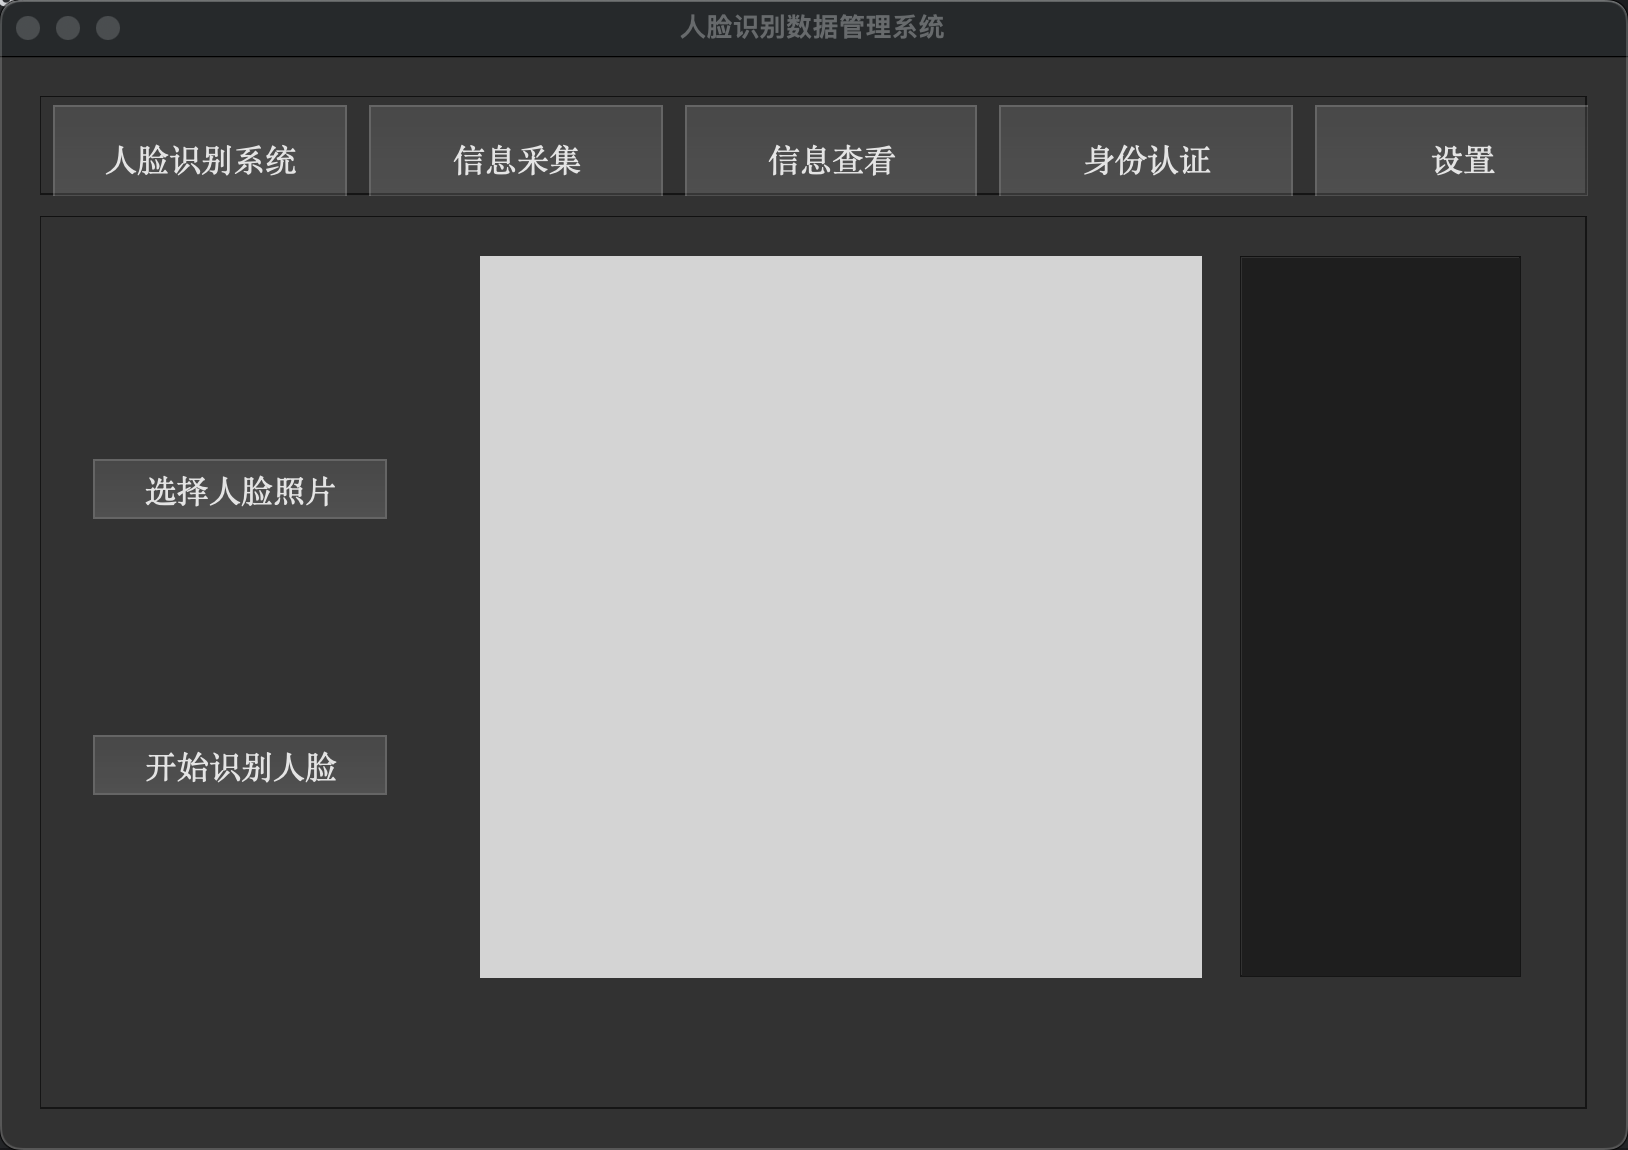 人脸识别数据管理系统
人脸识别系统
信息采集
信息查看
身份认证
设置
选择人脸照片
开始识别人脸